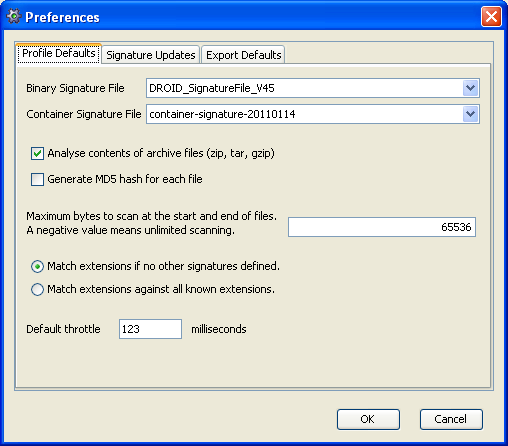 Preferences
Profile Defaults Signature Updates Export Defaults
Binary Signature File DROID_SignatureFile_V45
Container Signature File container-signature-20110114
Analyse contents of archive files (zip, tar, gzip)
Generate MD5 hash for each file
Maximum bytes to scan at the start and end of files.
A negative value means unlimited scanning.
65536
Match extensions if no other signatures defined.
Match extensions against all known extensions.
Default throttle 123 milliseconds
OK Cancel